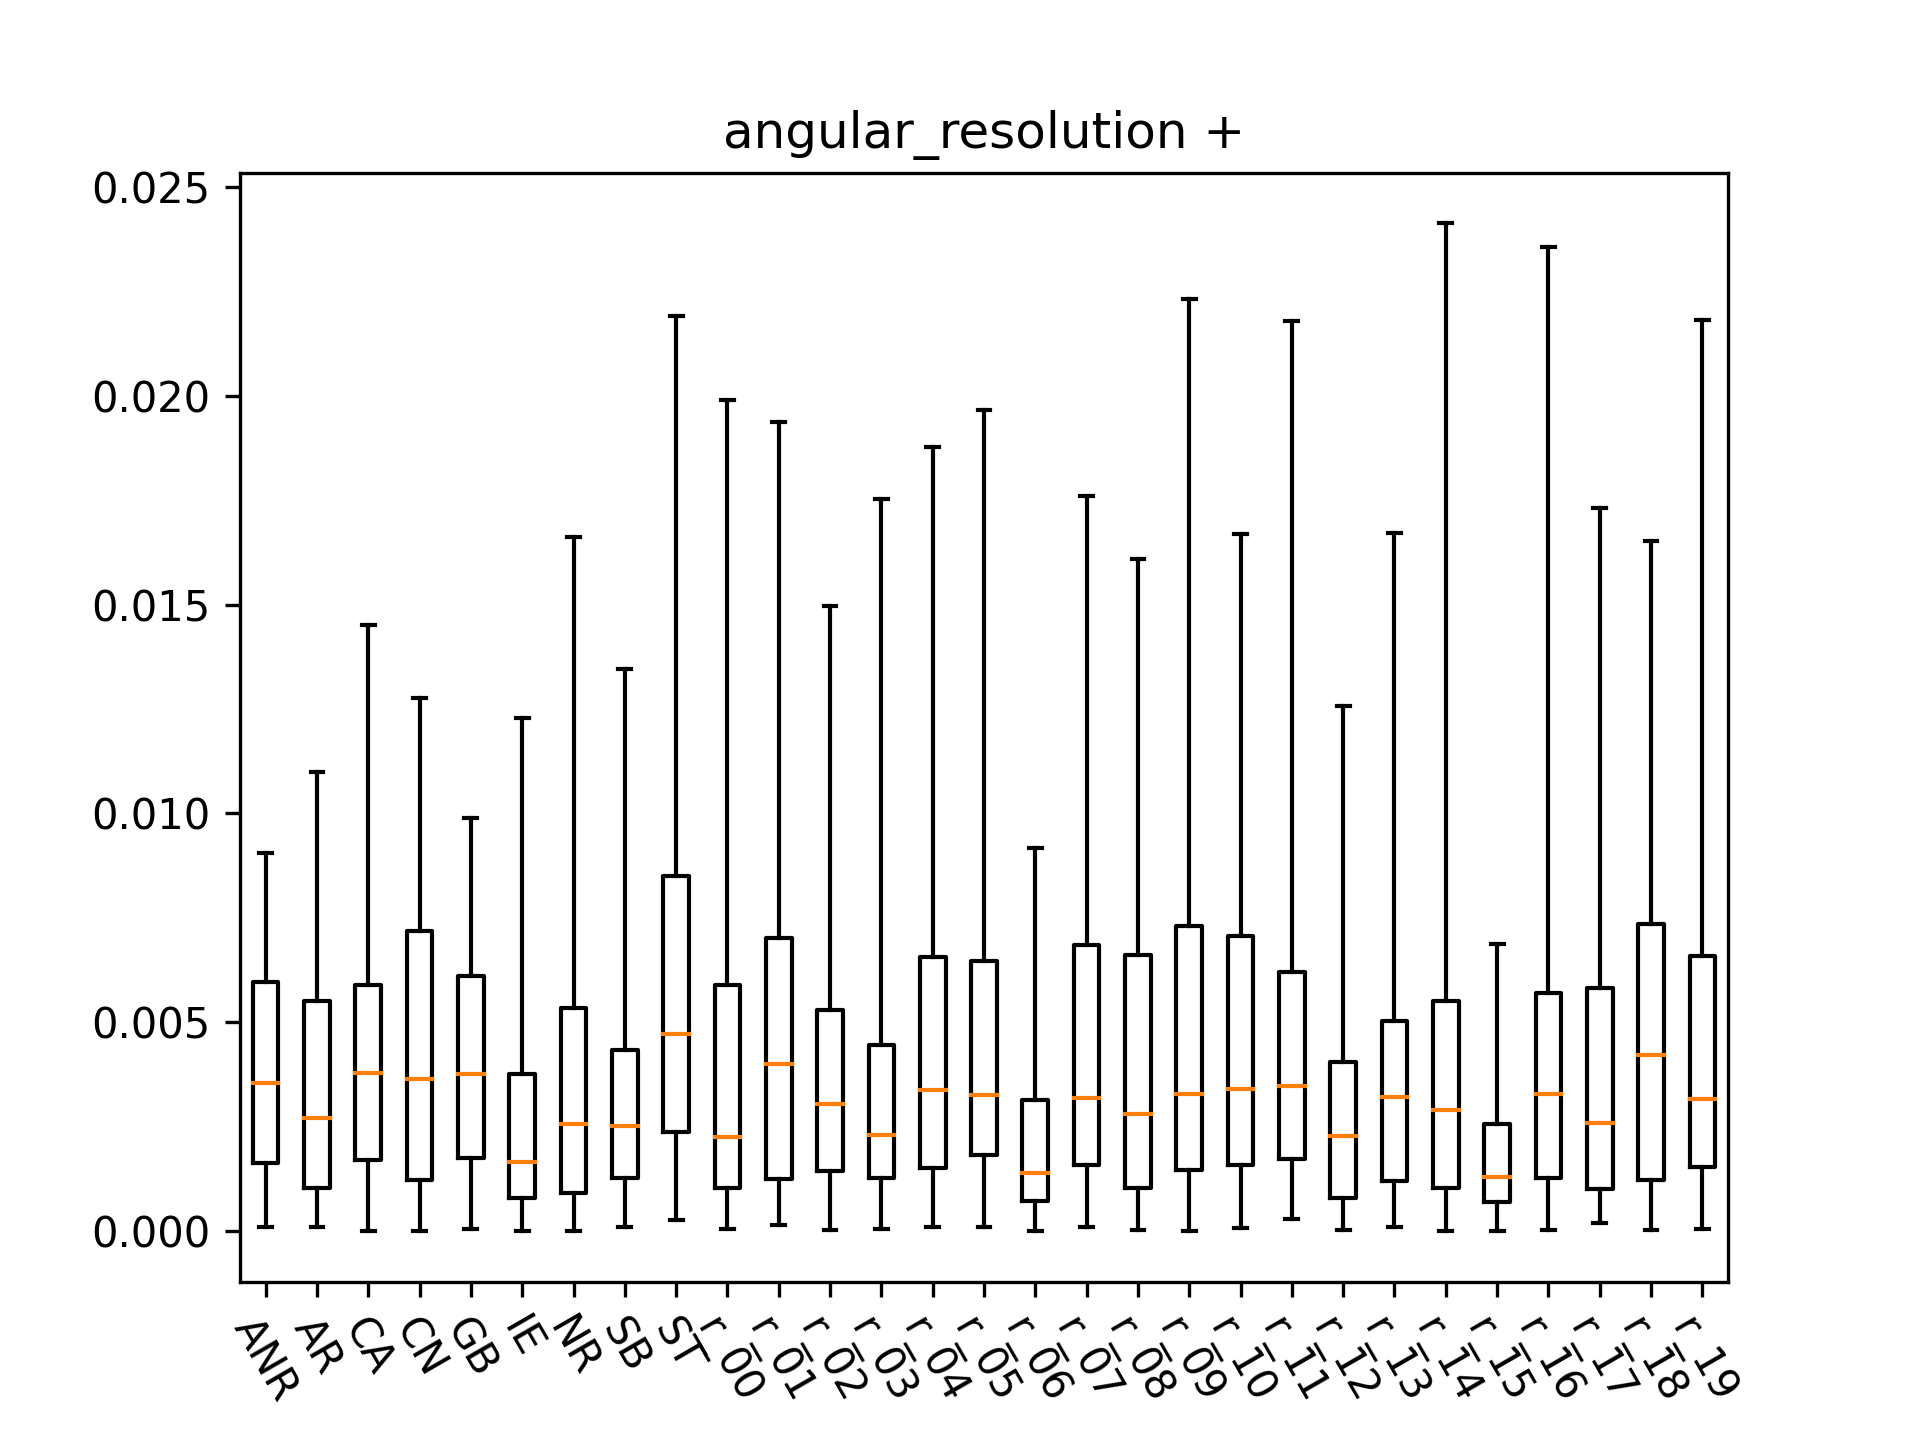 angular_resolution +
0.025
0.020
0.015
0.010
0.005
0.000
ANR
AR
CA
CN
GB
IE
NR
SB
ST
r_00
r_01
r_02
r_03
r_04
r_05
r_06
r_07
r_08
r_09
r_10
r_11
r_12
r_13
r_14
r_15
r_16
r_17
r_18
r_19